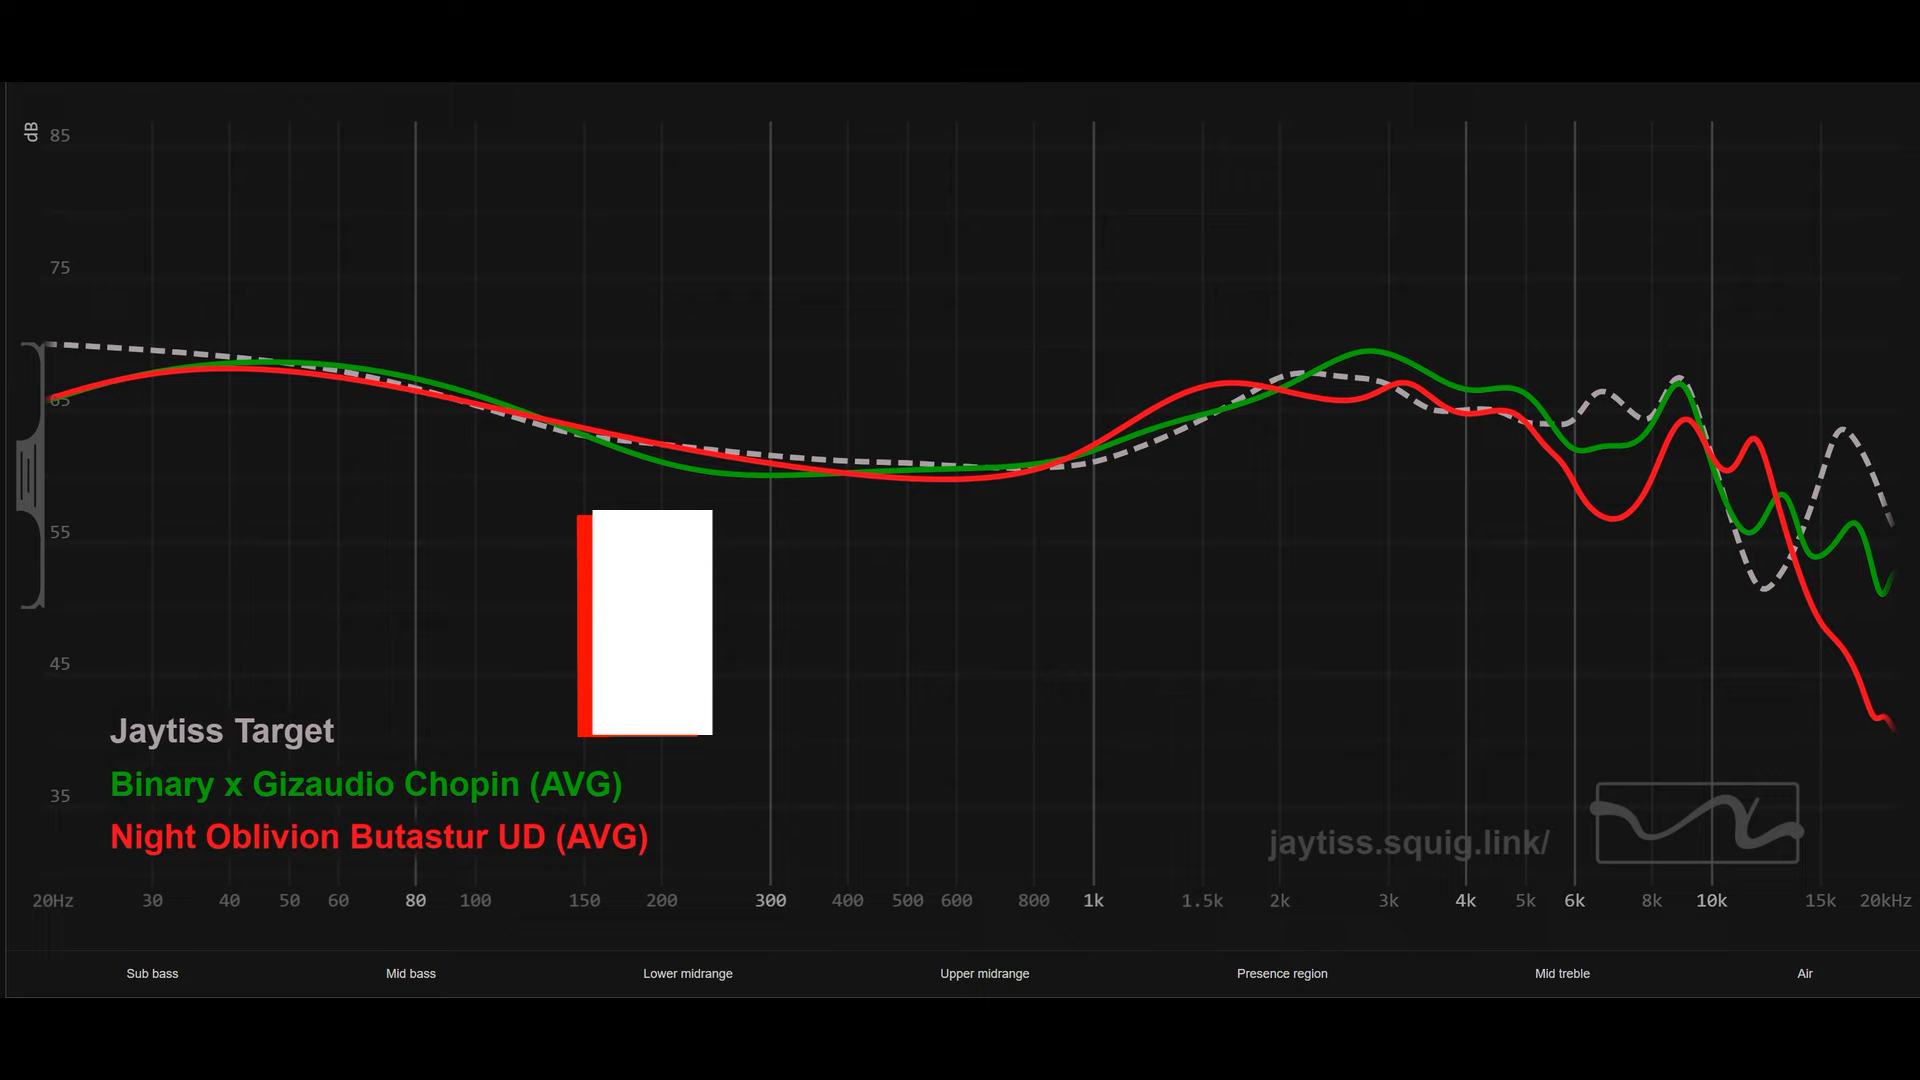 dB
85
75
65
55
45
35
Jaytiss Target
Binary x Gizaudio Chopin (AVG)
Night Oblivion Butastur UD (AVG)
jaytiss.squig.link/
20Hz 30 40 50 60 80 100 150 200 300 400 500 600 800 1k 1.5k 2k 3k 4k 5k 6k 8k 10k 15k 20kHz
Sub bass Mid bass Lower midrange Upper midrange Presence region Mid treble Air